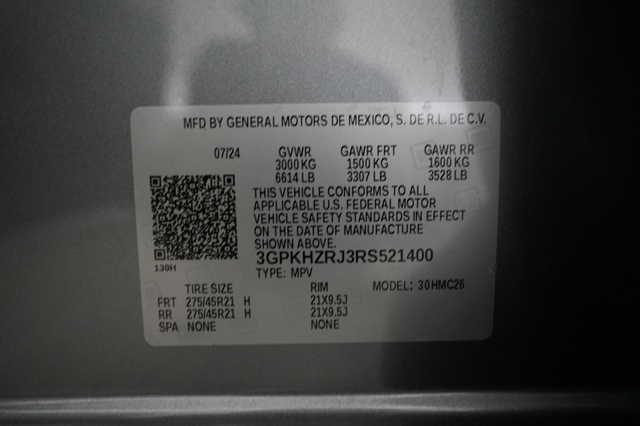 MFD BY GENERAL MOTORS DE MEXICO, S. DE R.L. DE C.V.
07/24 GVWR GAWR FRT GAWR RR
3000 KG 1500 KG 1600 KG
6614 LB 3307 LB 3528 LB
THIS VEHICLE CONFORMS TO ALL
APPLICABLE U.S. FEDERAL MOTOR
VEHICLE SAFETY STANDARDS IN EFFECT
ON THE DATE OF MANUFACTURE
SHOWN ABOVE.
3GPKHZRJ3RS521400
130H TYPE: MPV
TIRE SIZE RIM MODEL: 30HMC26
FRT 275/45R21 H 21X9.5J
RR 275/45R21 H 21X9.5J
SPA NONE NONE